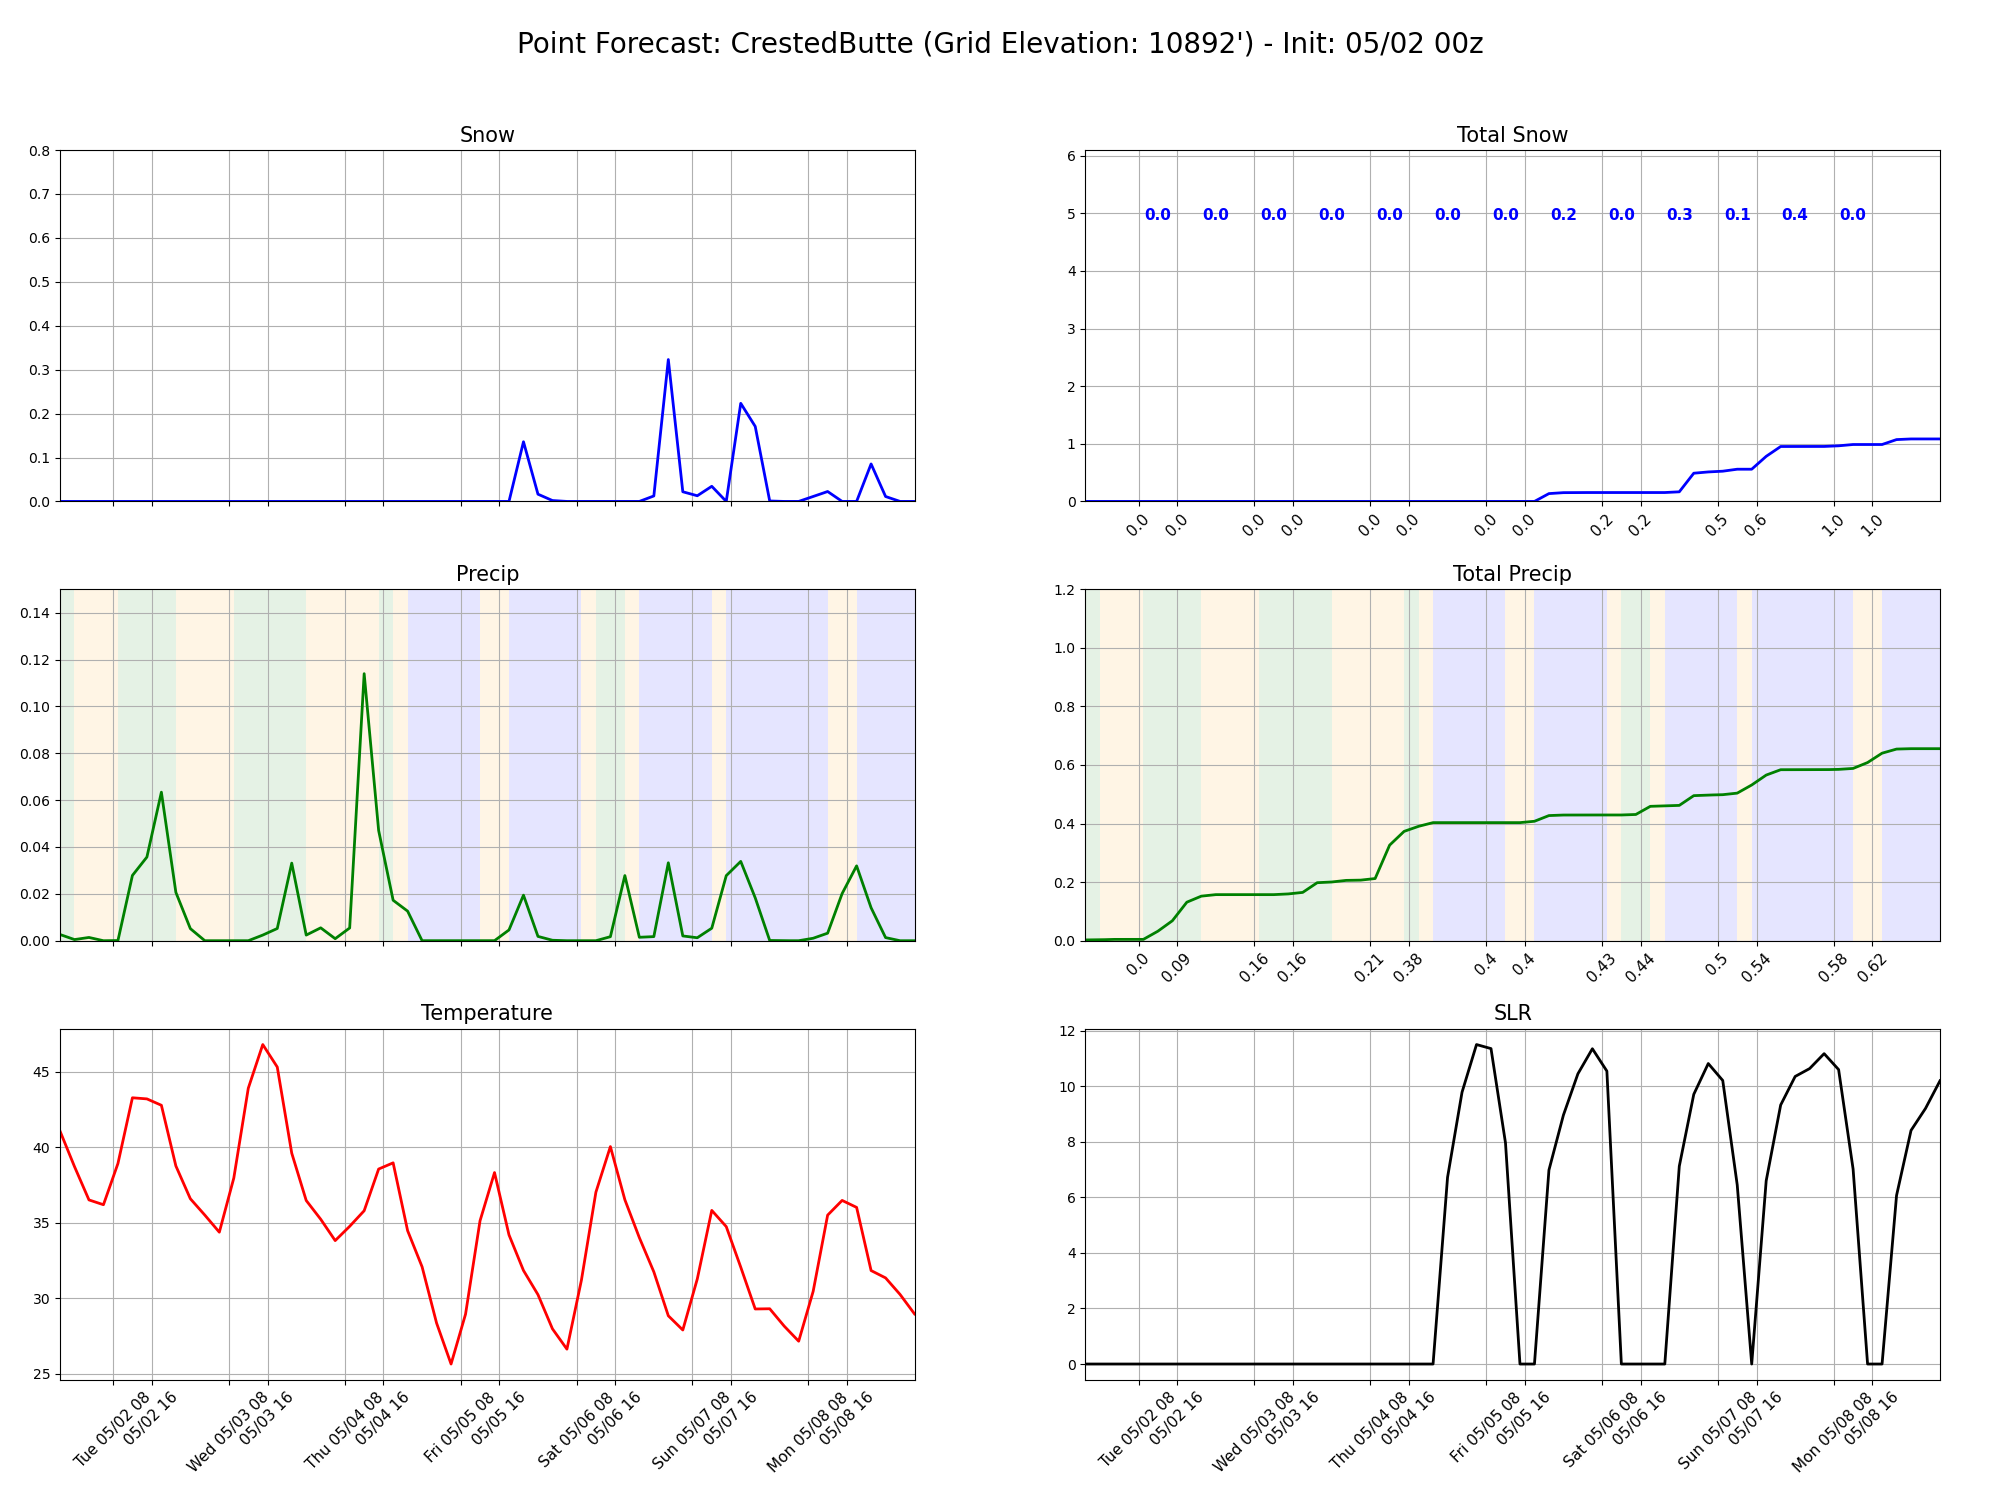 Point Forecast: CrestedButte (Grid Elevation: 10892') - Init: 05/02 00z
Snow
0.8
0.7
0.6
0.5
0.4
0.3
0.2
0.1
0.0
Total Snow
6
5
4
3
2
1
0
0.0 0.0 0.0 0.0 0.0 0.0 0.0 0.2 0.0 0.3 0.1 0.4 0.0
0.0 0.0 0.0 0.0 0.0 0.0 0.0 0.0 0.2 0.2 0.5 0.6 1.0 1.0
Precip
0.14
0.12
0.10
0.08
0.06
0.04
0.02
0.00
Total Precip
1.2
1.0
0.8
0.6
0.4
0.2
0.0
0.0 0.09 0.16 0.16 0.21 0.38 0.4 0.4 0.43 0.44 0.5 0.54 0.58 0.62
Temperature
45
40
35
30
25
Tue 05/02 08
05/02 16
Wed 05/03 08
05/03 16
Thu 05/04 08
05/04 16
Fri 05/05 08
05/05 16
Sat 05/06 08
05/06 16
Sun 05/07 08
05/07 16
Mon 05/08 08
05/08 16
SLR
12
10
8
6
4
2
0
Tue 05/02 08
05/02 16
Wed 05/03 08
05/03 16
Thu 05/04 08
05/04 16
Fri 05/05 08
05/05 16
Sat 05/06 08
05/06 16
Sun 05/07 08
05/07 16
Mon 05/08 08
05/08 16